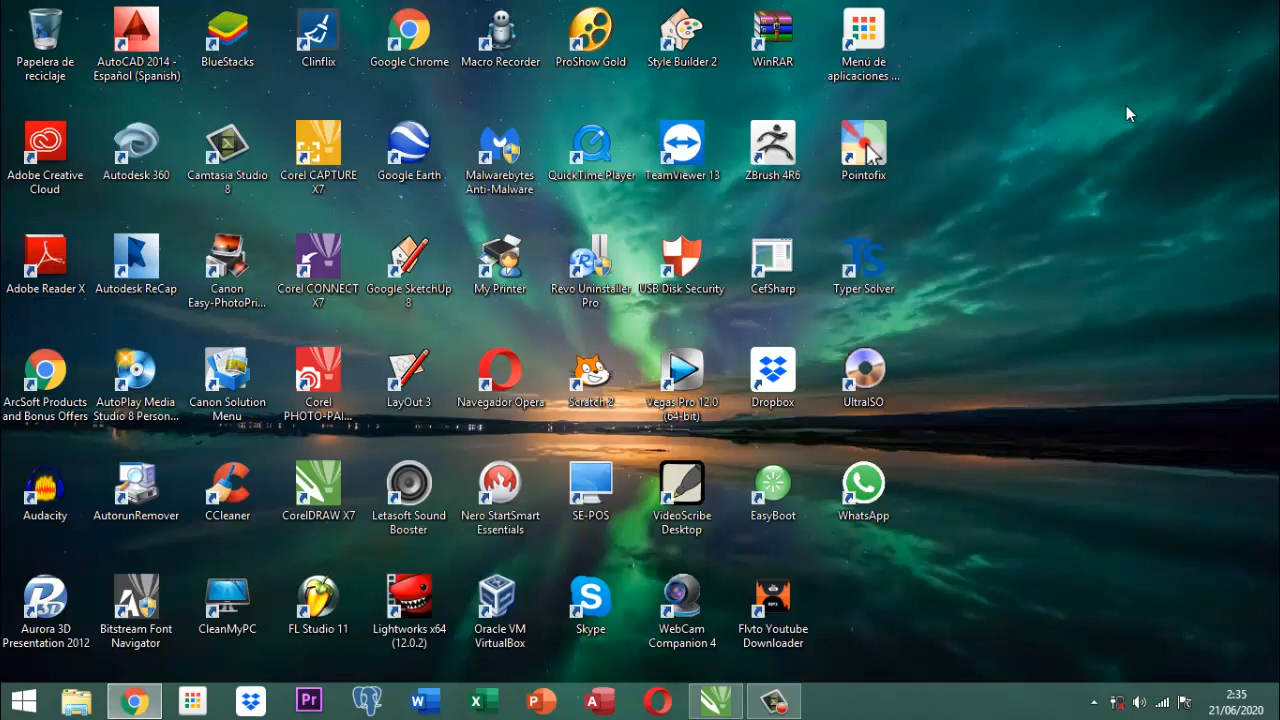 Papelera de
reciclaje
AutoCAD 2014 -
Español (Spanish)
BlueStacks
Clinflix
Google Chrome
Macro Recorder
ProShow Gold
Style Builder 2
WinRAR
Menú de
aplicaciones ...
Adobe Creative
Cloud
Autodesk 360
Camtasia Studio
8
Corel CAPTURE
X7
Google Earth
Malwarebytes
Anti-Malware
QuickTime Player
TeamViewer 13
ZBrush 4R6
Pointofix
Adobe Reader X
Autodesk ReCap
Canon
Easy-PhotoPri...
Corel CONNECT
X7
Google SketchUp
8
My Printer
Revo Uninstaller
Pro
USB Disk Security
CefSharp
TS
Typer Solver
ArcSoft Products
and Bonus Offers
AutoPlay Media
Studio 8 Person...
Canon Solution
Menu
Corel
PHOTO-PAI...
LayOut 3
Navegador Opera
Scratch 2
Vegas Pro 12.0
(64-bit)
Dropbox
UltraISO
Audacity
AutorunRemover
CCleaner
CorelDRAW X7
Letasoft Sound
Booster
Nero StartSmart
Essentials
SE-POS
VideoScribe
Desktop
EasyBoot
WhatsApp
Aurora 3D
Presentation 2012
Bitstream Font
Navigator
CleanMyPC
FL Studio 11
Lightworks x64
(12.0.2)
Oracle VM
VirtualBox
Skype
WebCam
Companion 4
Flvto Youtube
Downloader
Pr
W
X
P
A
2:35
21/06/2020